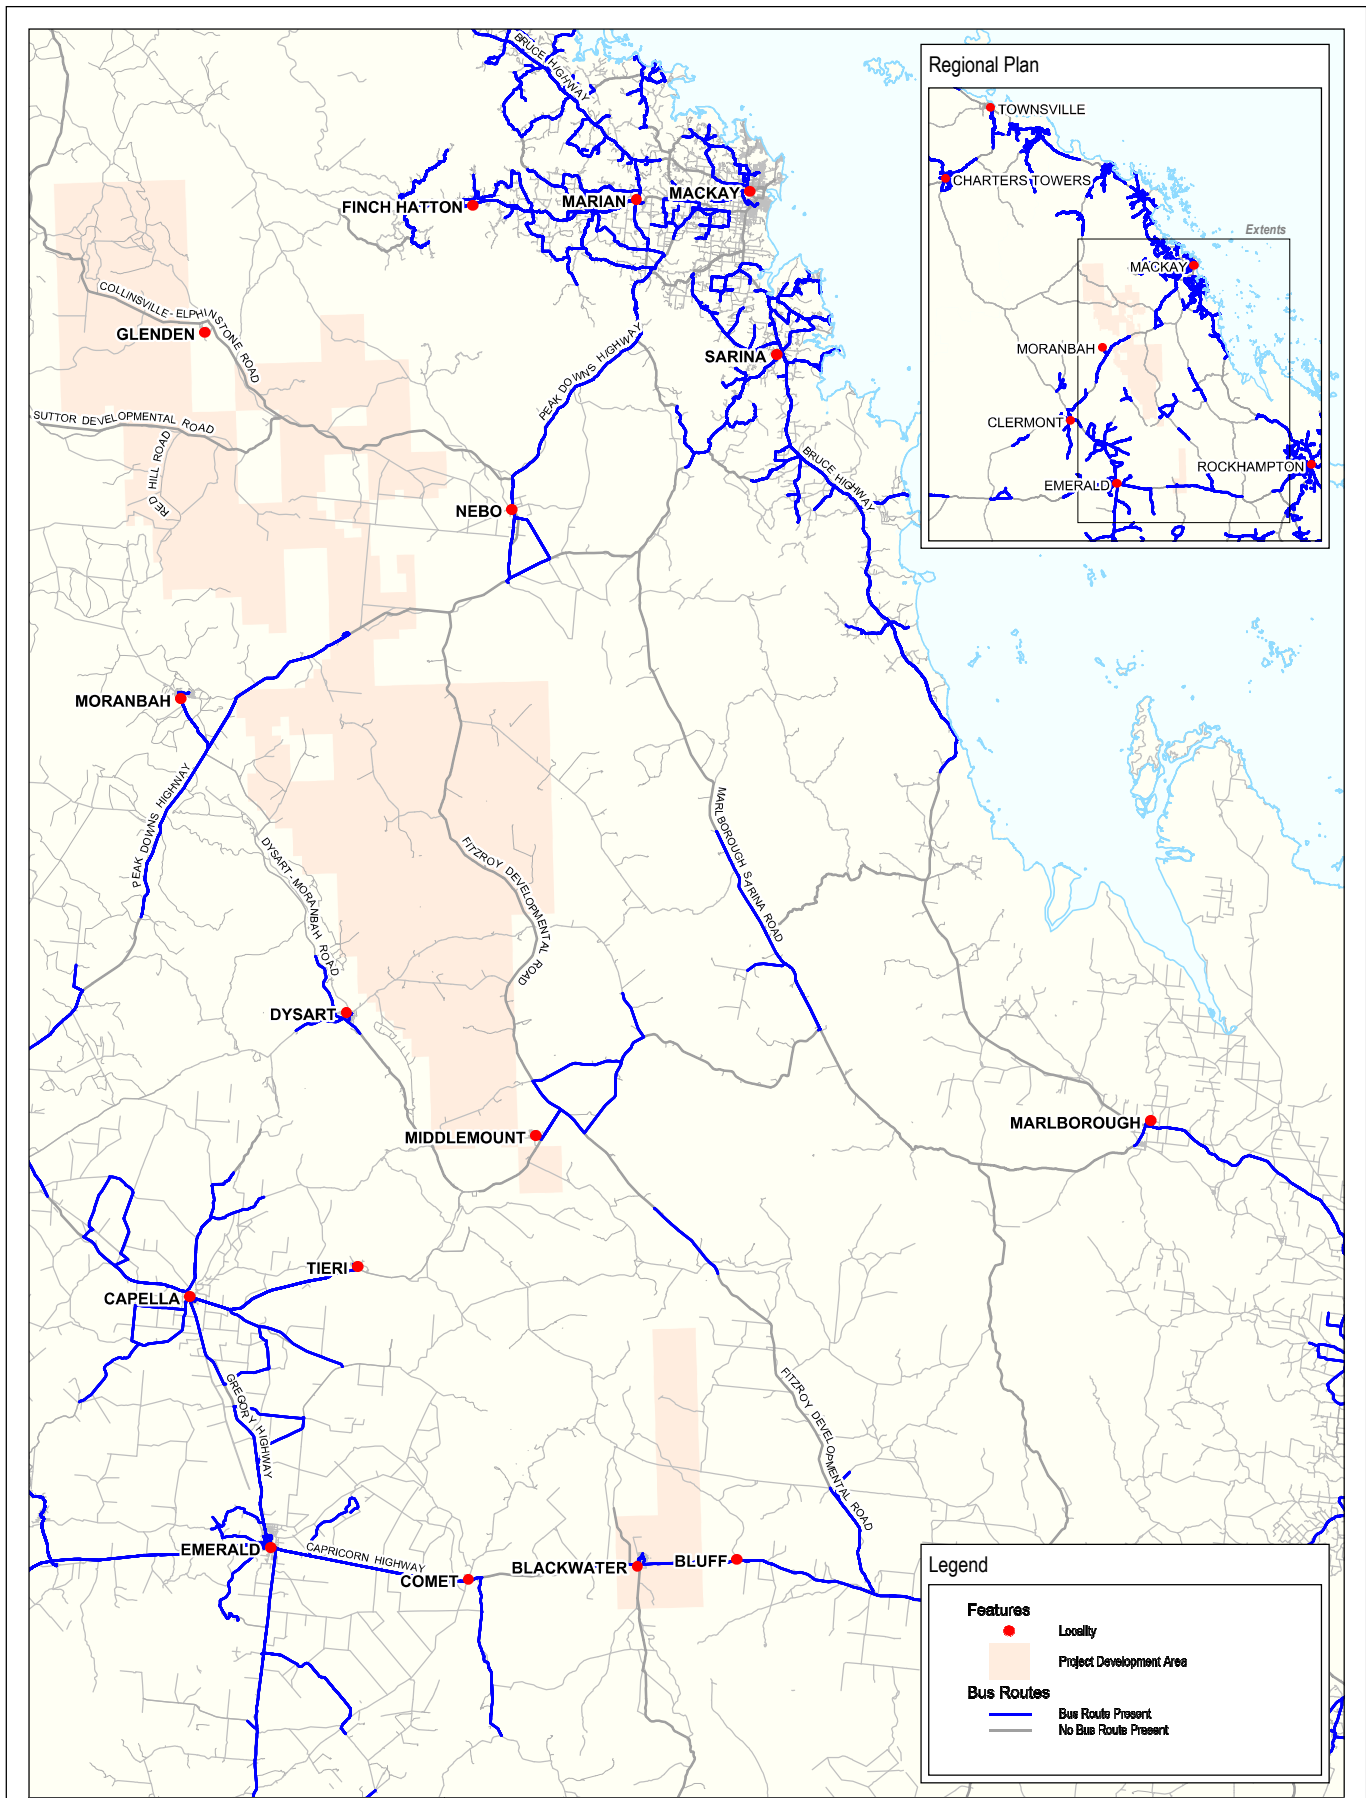 BRUCE HIGHWAY
Regional Plan
TOWNSVILLE
CHARTERS TOWERS
Extents
MACKAY
MORANBAH
CLERMONT
ROCKHAMPTON
EMERALD
FINCH HATTON
MARIAN
MACKAY
COLLINSVILLE - ELPHINSTONE ROAD
GLENDEN
PEAK DOWNS HIGHWAY
SARINA
SUTTOR DEVELOPMENTAL ROAD
RED HILL ROAD
BRUCE HIGHWAY
NEBO
MORANBAH
PEAK DOWNS HIGHWAY
DYSART - MORANBAH ROAD
FITZROY DEVELOPMENTAL ROAD
MARLBOROUGH SARINA ROAD
DYSART
MIDDLEMOUNT
MARLBOROUGH
TIERI
CAPELLA
GREGORY HIGHWAY
FITZROY DEVELOPMENTAL ROAD
EMERALD
CAPRICORN HIGHWAY
COMET
BLACKWATER
BLUFF
Legend
Features
Locality
Project Development Area
Bus Routes
Bus Route Present
No Bus Route Present